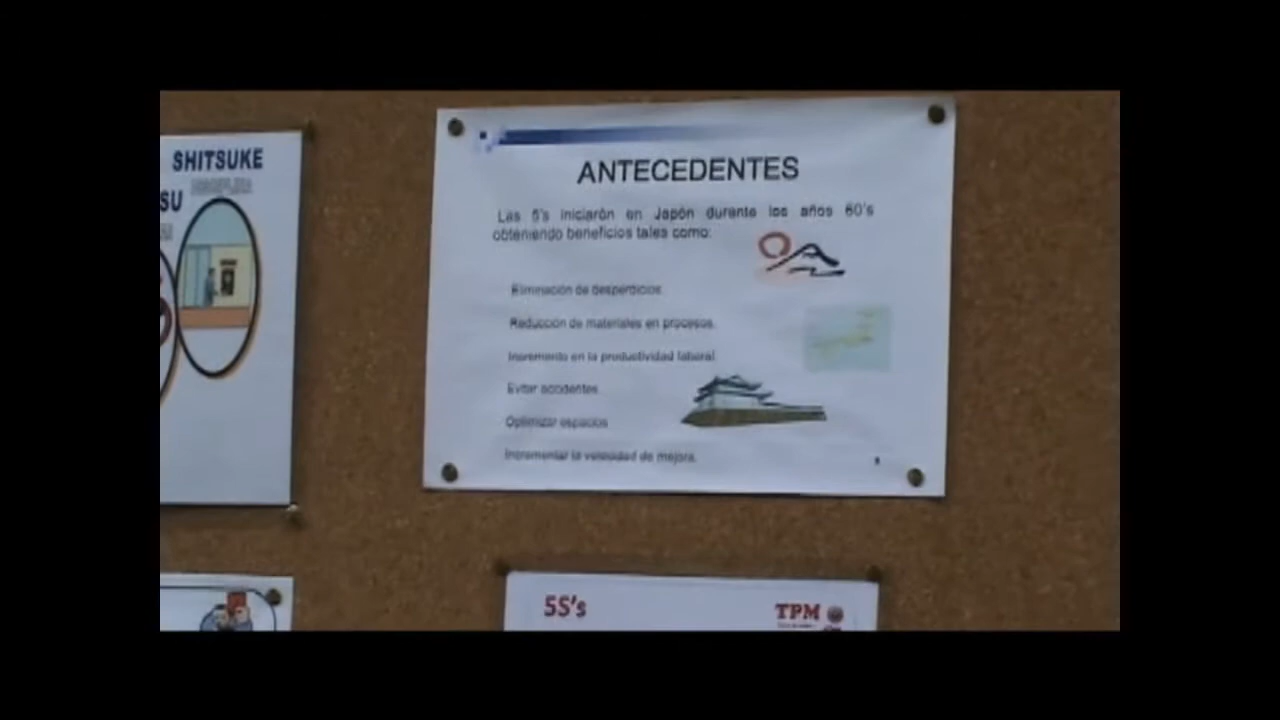 SHITSUKE
SU
ANTECEDENTES
Las 5's iniciarón en Japón durante los años 60's
obteniendo beneficios tales como:
Eliminación de desperdicios.
Reducción de materiales en procesos.
Incremento en la productividad laboral.
Evitar accidentes.
Optimizar espacios
Incrementar la velocidad de mejora.
5S's
TPM